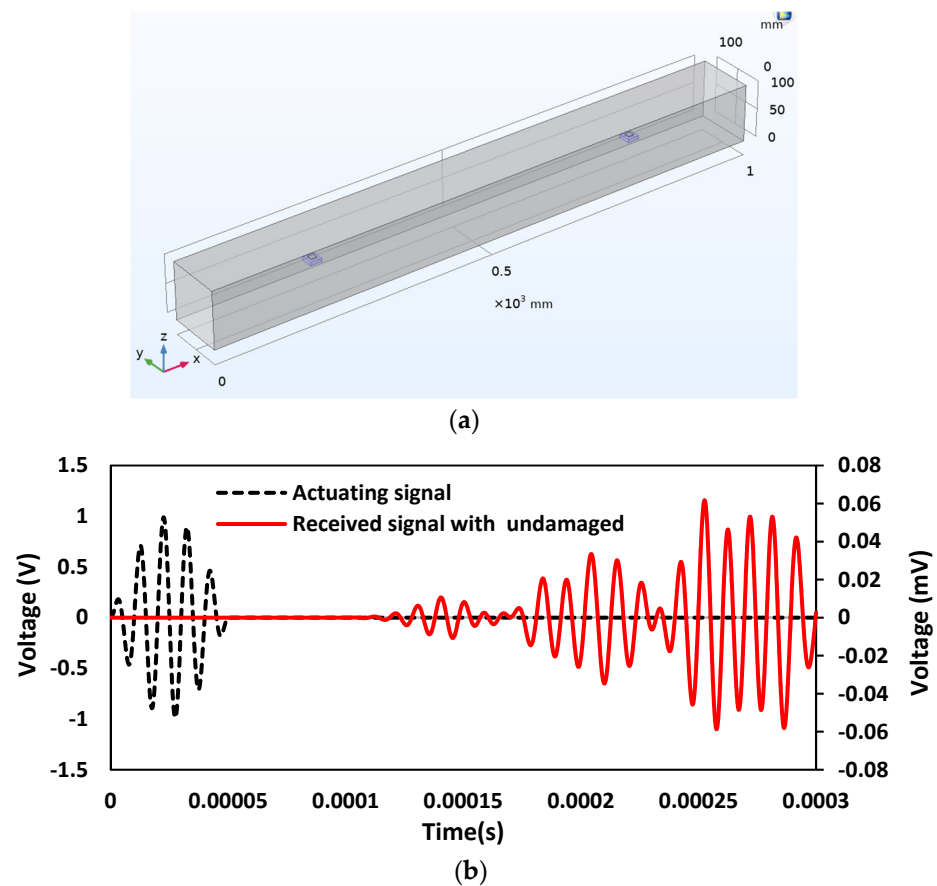 mm
100
0
100
50
0
1
0.5
×10³ mm
0
z
y
x
(a)
1.5
1
0.5
0
-0.5
-1
-1.5
Voltage (V)
Actuating signal
Received signal with undamaged
0.08
0.06
0.04
0.02
0
-0.02
-0.04
-0.06
-0.08
Voltage (mV)
0 0.00005 0.0001 0.00015 0.0002 0.00025 0.0003
Time(s)
(b)